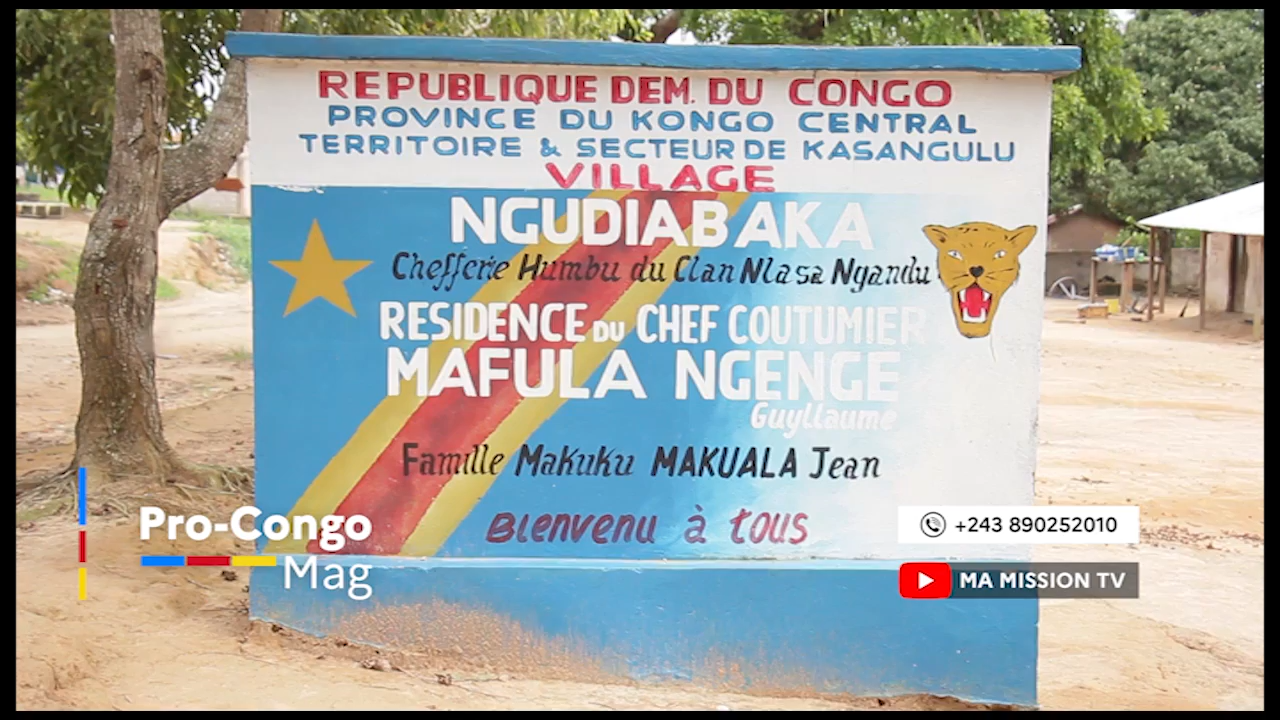 REPUBLIQUE DEM. DU CONGO
PROVINCE DU KONGO CENTRAL
TERRITOIRE & SECTEUR DE KASANGULU
VILLAGE
NGUDIABAKA
Chefferie Humbu du Clan Nlasa Ngandu
RESIDENCE DU CHEF COUTUMIER
MAFULA NGENGE
Guyllaume
Famille Makuku MAKUALA Jean
Bienvenu à tous
Pro-Congo
Mag
+243 890252010
MA MISSION TV